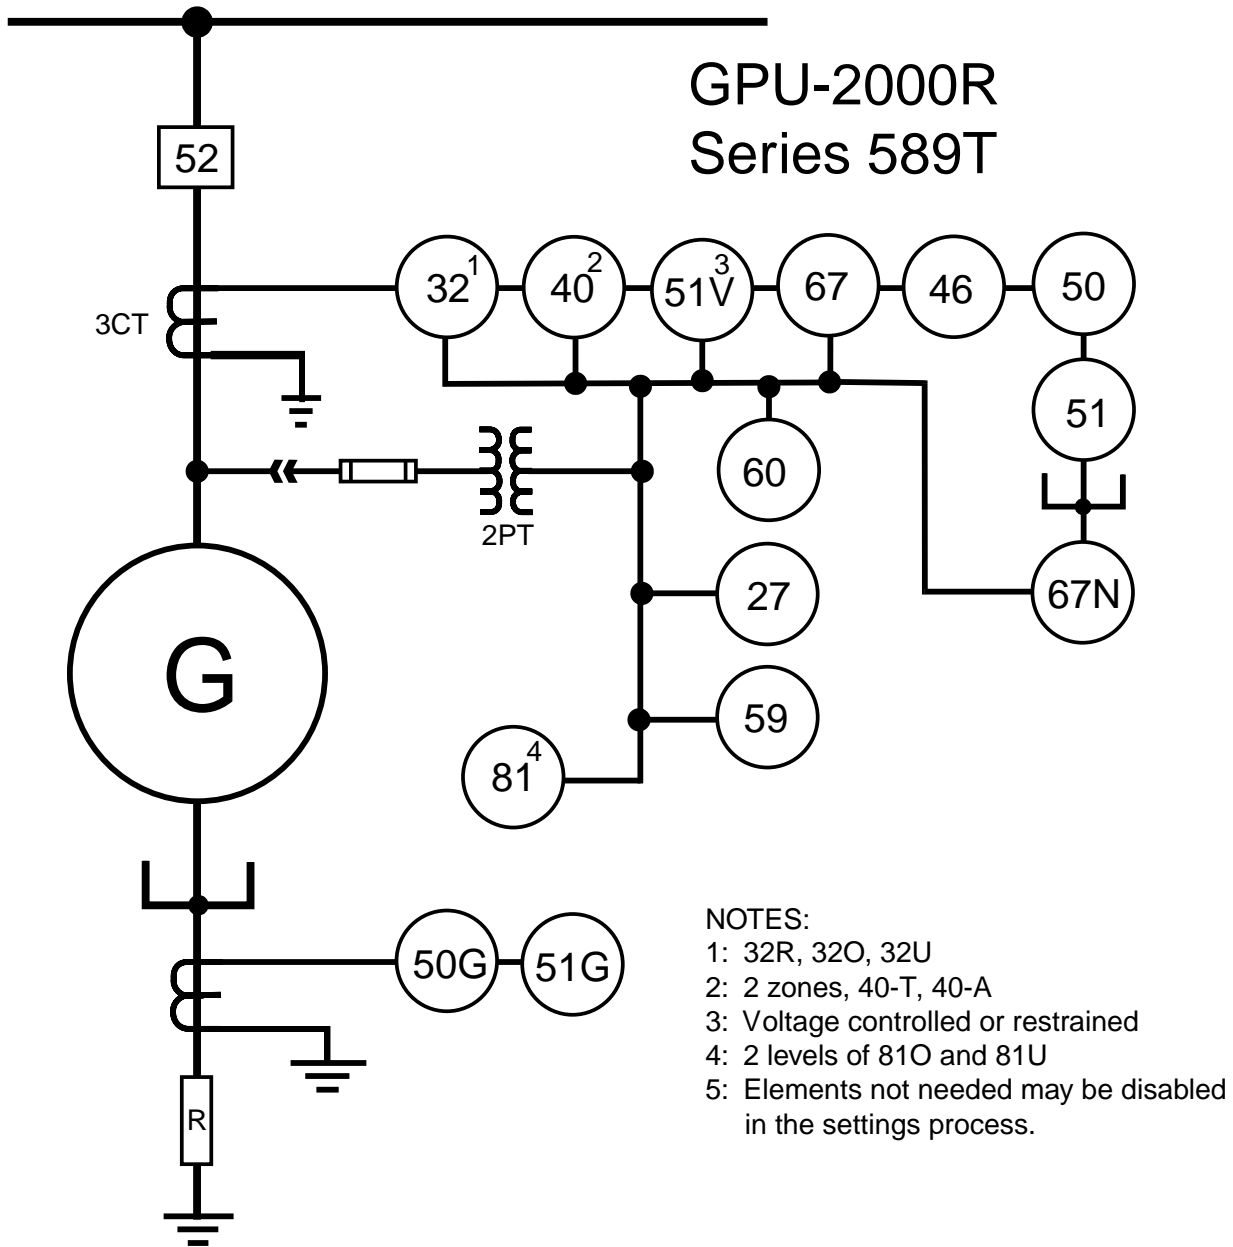 GPU-2000R
Series 589T
52
32 1
40 2
51V 3
67
46
50
3CT
51
60
2PT
27
67N
G
59
81 4
50G
51G
R
NOTES:
1: 32R, 32O, 32U
2: 2 zones, 40-T, 40-A
3: Voltage controlled or restrained
4: 2 levels of 81O and 81U
5: Elements not needed may be disabled
in the settings process.